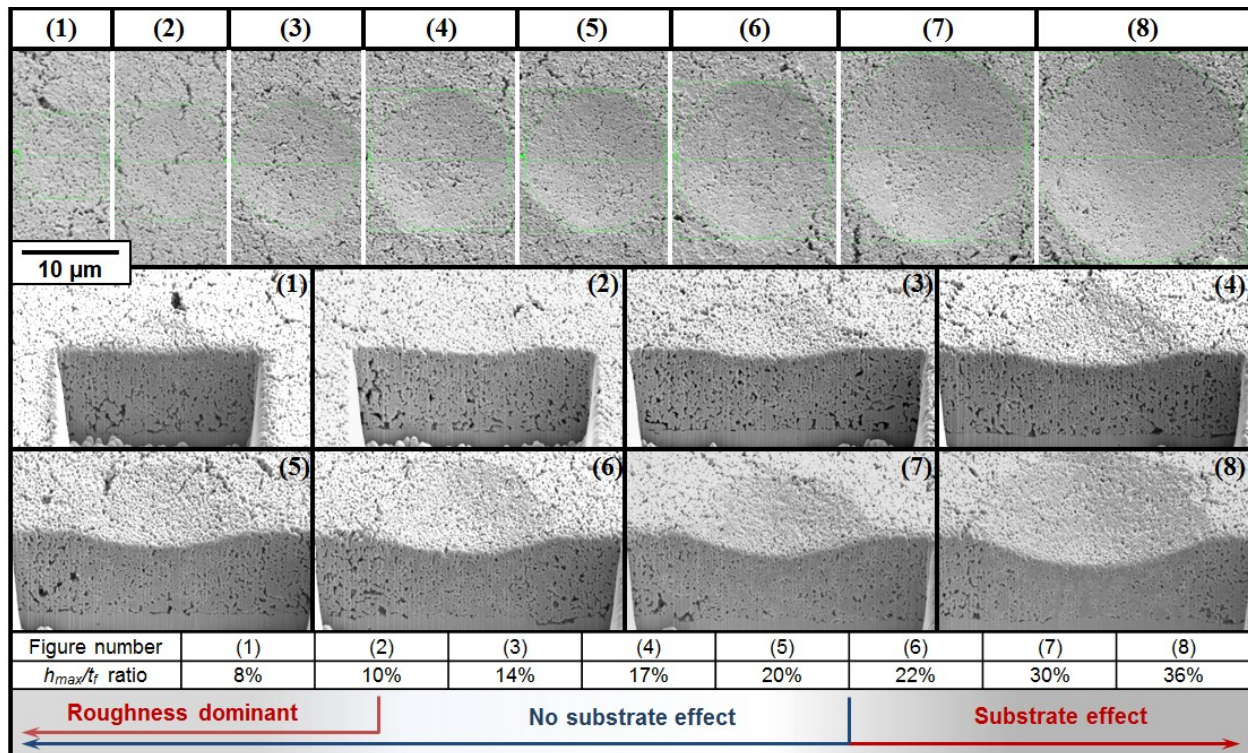 (1) (2) (3) (4) (5) (6) (7) (8)
10 µm
(1) (2) (3) (4)
(5) (6) (7) (8)
Figure number (1) (2) (3) (4) (5) (6) (7) (8)
hmax/tf ratio 8% 10% 14% 17% 20% 22% 30% 36%
Roughness dominant No substrate effect Substrate effect